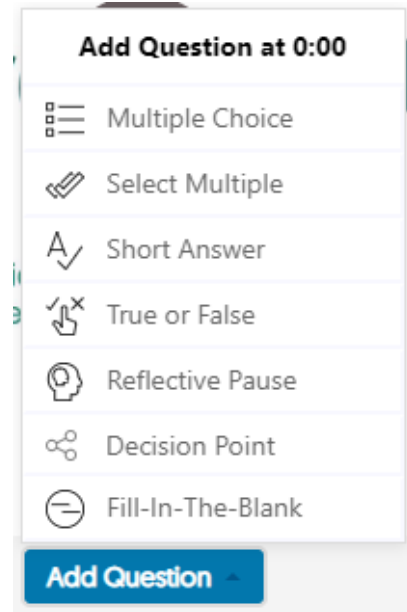 Add Question at 0:00
Multiple Choice
Select Multiple
Short Answer
True or False
Reflective Pause
Decision Point
Fill-In-The-Blank
Add Question